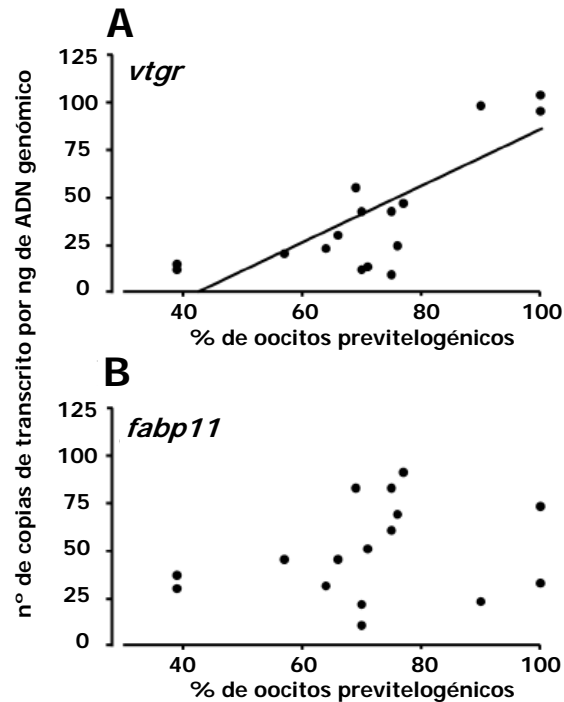 A
vtgr
125
100
75
50
25
0
40
60
80
100
% de oocitos previtelogénicos
nº de copias de transcrito por ng de ADN genómico
B
fabp11
125
100
75
50
25
0
40
60
80
100
% de oocitos previtelogénicos